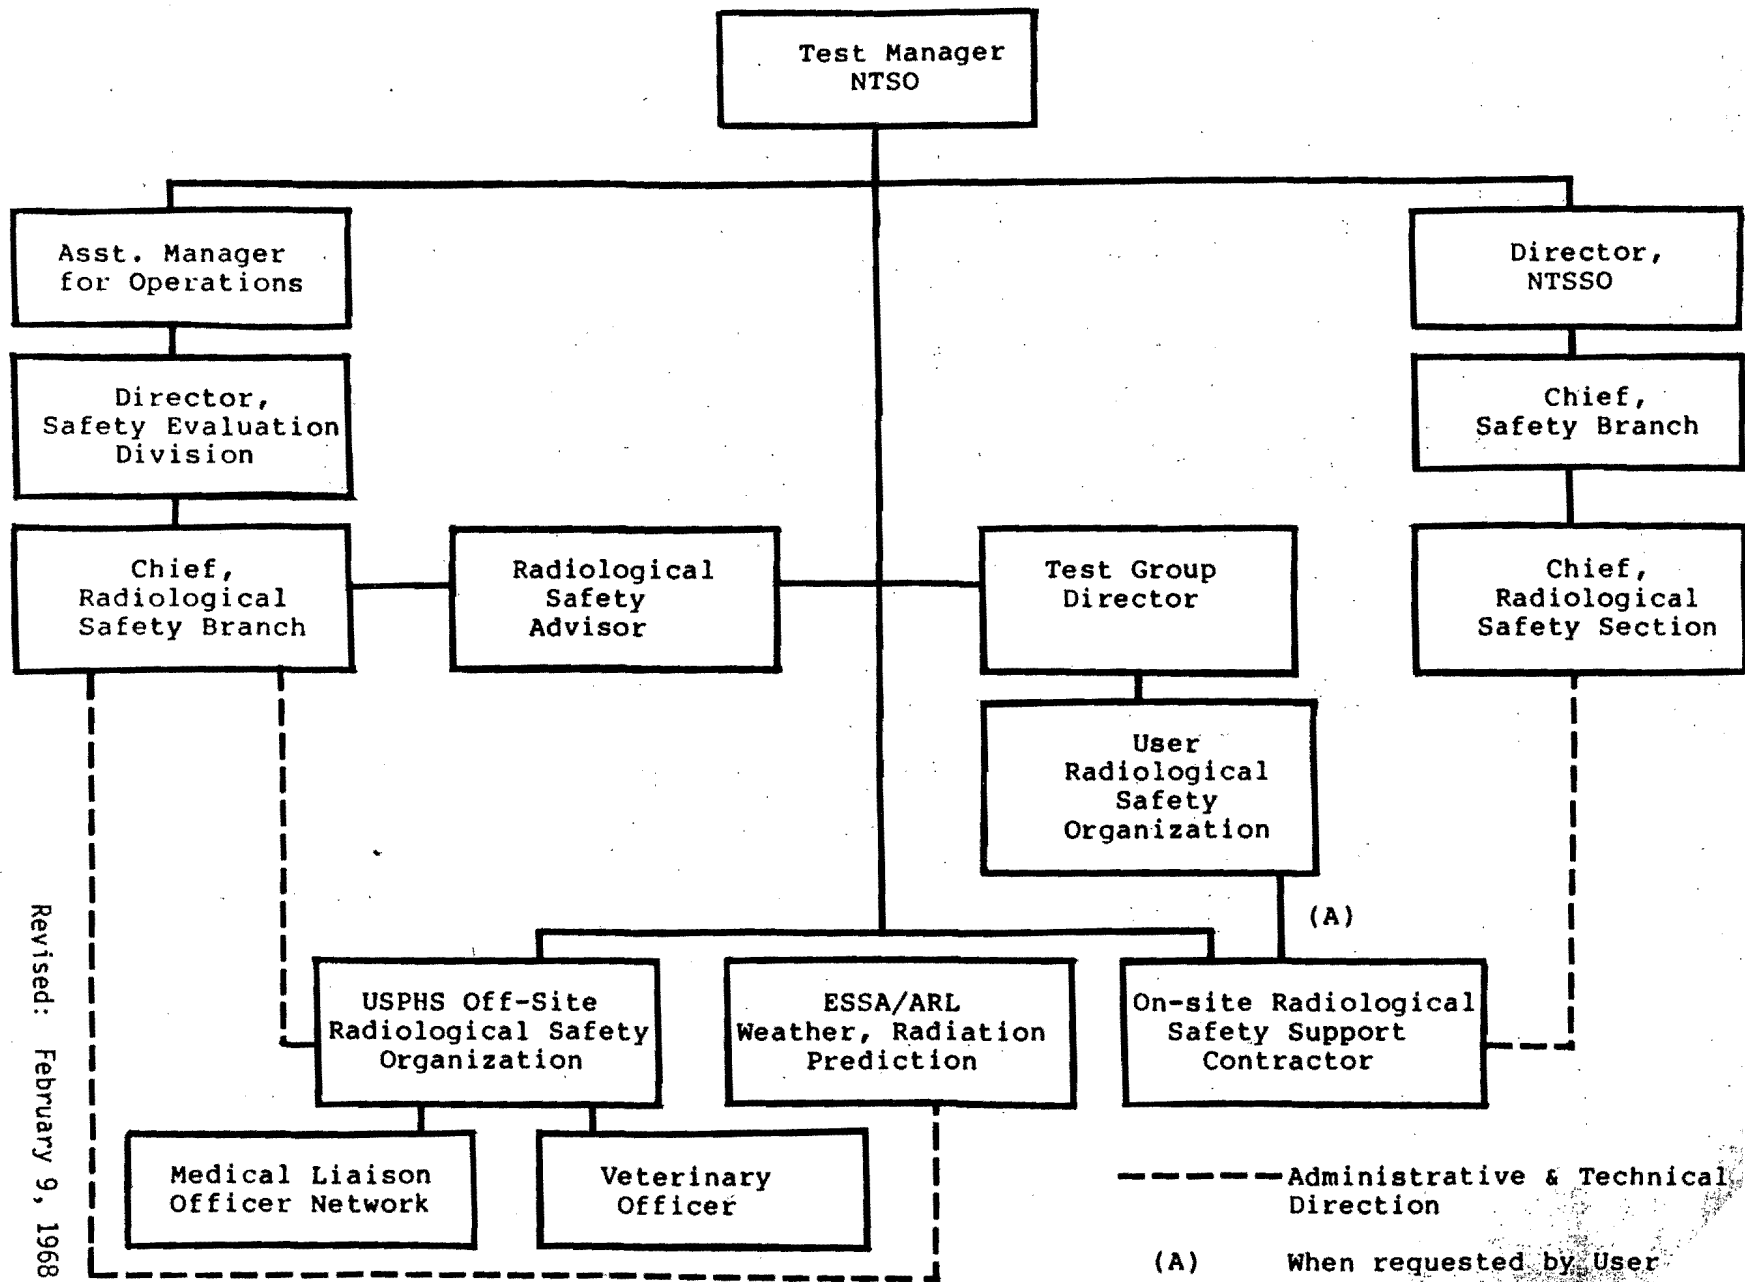 Test Manager
NTSO
Asst. Manager
for Operations
Director,
NTSSO
Director,
Safety Evaluation
Division
Chief,
Safety Branch
Chief,
Radiological
Safety Branch
Radiological
Safety
Advisor
Test Group
Director
Chief,
Radiological
Safety Section
User
Radiological
Safety
Organization
(A)
USPHS Off-Site
Radiological Safety
Organization
ESSA/ARL
Weather, Radiation
Prediction
On-site Radiological
Safety Support
Contractor
Medical Liaison
Officer Network
Veterinary
Officer
Administrative & Technical
Direction
(A) When requested by User
Revised: February 9, 1968